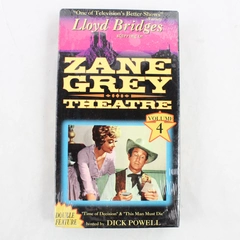 "One of Television's Better Shows"
Lloyd Bridges
ZANE
GREY
THEATRE
VOLUME
4
"Time of Decision" & "This Man Must Die"
DOUBLE
FEATURE
Hosted by DICK POWELL